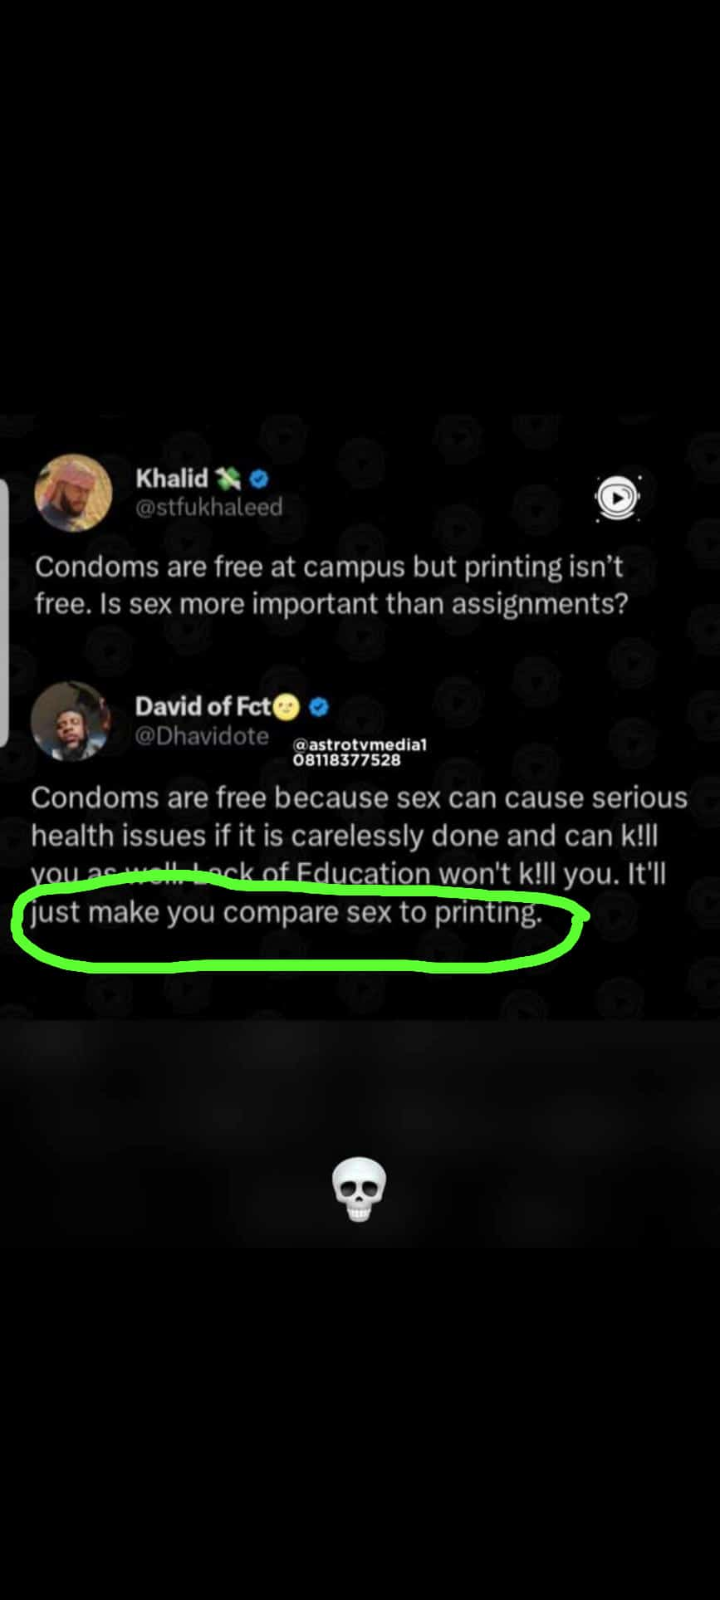 Khalid 💸
@stfukhaleed
Condoms are free at campus but printing isn’t
free. Is sex more important than assignments?
David of Fct🌝
@Dhavidote
@astrotvmedia1
08118377528
Condoms are free because sex can cause serious
health issues if it is carelessly done and can k!ll
you as well. Lack of Education won't k!ll you. It'll
just make you compare sex to printing.
💀